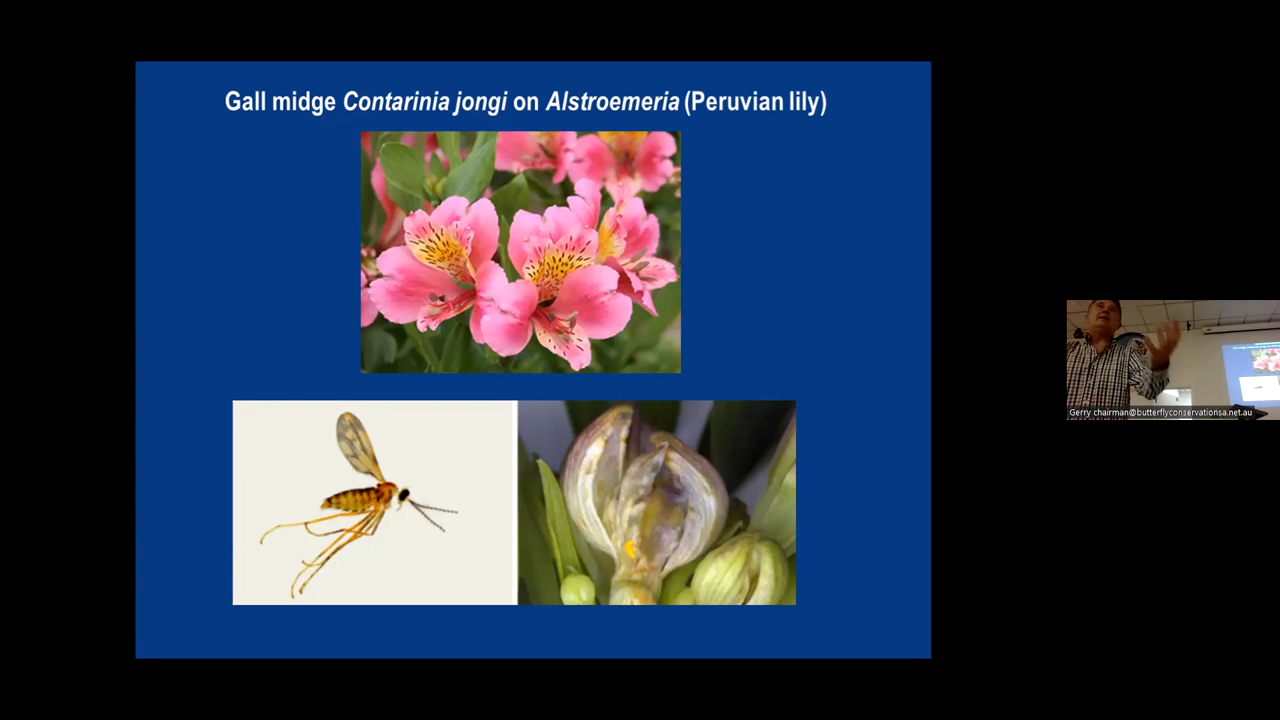 Gall midge Contarinia jongi on Alstroemeria (Peruvian lily)
Gerry chairman@butterflyconservationsa.net.au